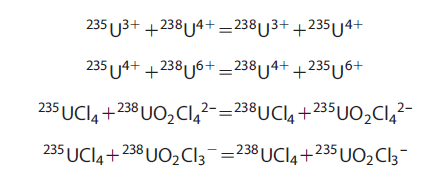 ²³⁵U³⁺ + ²³⁸U⁴⁺ = ²³⁸U³⁺ + ²³⁵U⁴⁺
²³⁵U⁴⁺ + ²³⁸U⁶⁺ = ²³⁸U⁴⁺ + ²³⁵U⁶⁺
²³⁵UCl₄ + ²³⁸UO₂Cl₄²⁻ = ²³⁸UCl₄ + ²³⁵UO₂Cl₄²⁻
²³⁵UCl₄ + ²³⁸UO₂Cl₃⁻ = ²³⁸UCl₄ + ²³⁵UO₂Cl₃⁻